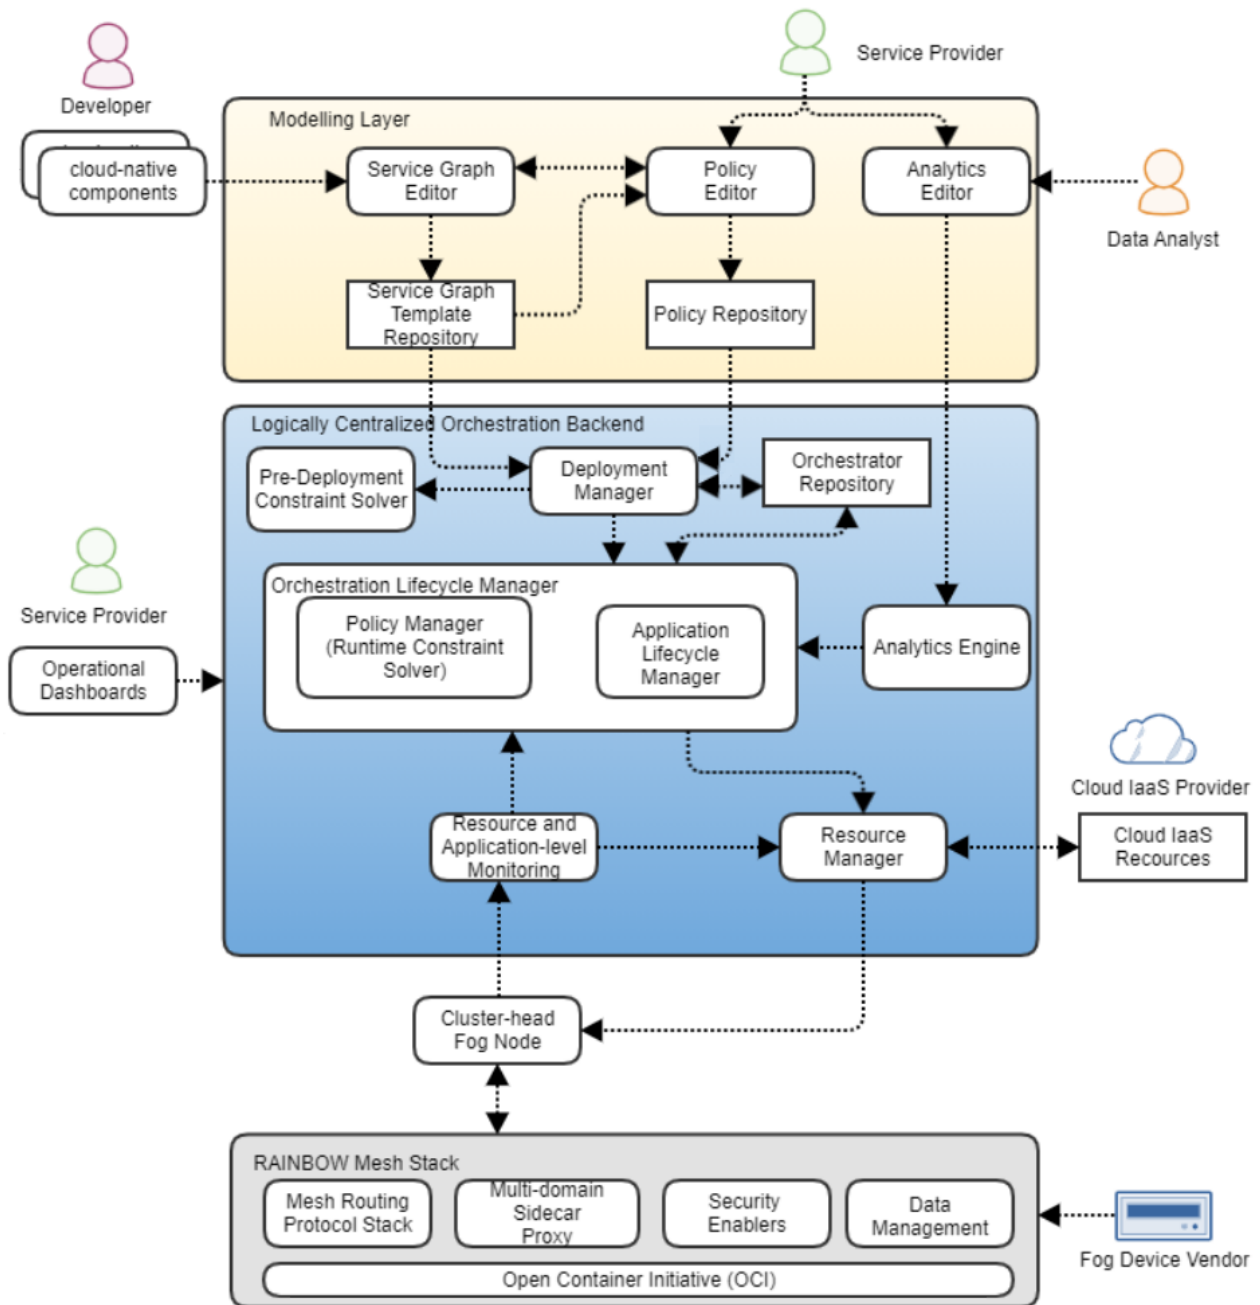 Service Provider
Developer
Modelling Layer
cloud-native
components
Service Graph
Editor
Policy
Editor
Analytics
Editor
Data Analyst
Service Graph
Template
Repository
Policy Repository
Logically Centralized Orchestration Backend
Pre-Deployment
Constraint Solver
Deployment
Manager
Orchestrator
Repository
Orchestration Lifecycle Manager
Service Provider
Policy Manager
(Runtime Constraint
Solver)
Application
Lifecycle
Manager
Analytics Engine
Operational
Dashboards
Cloud IaaS Provider
Resource and
Application-level
Monitoring
Resource
Manager
Cloud IaaS
Recources
Cluster-head
Fog Node
RAINBOW Mesh Stack
Mesh Routing
Protocol Stack
Multi-domain
Sidecar
Proxy
Security
Enablers
Data
Management
Fog Device Vendor
Open Container Initiative (OCI)